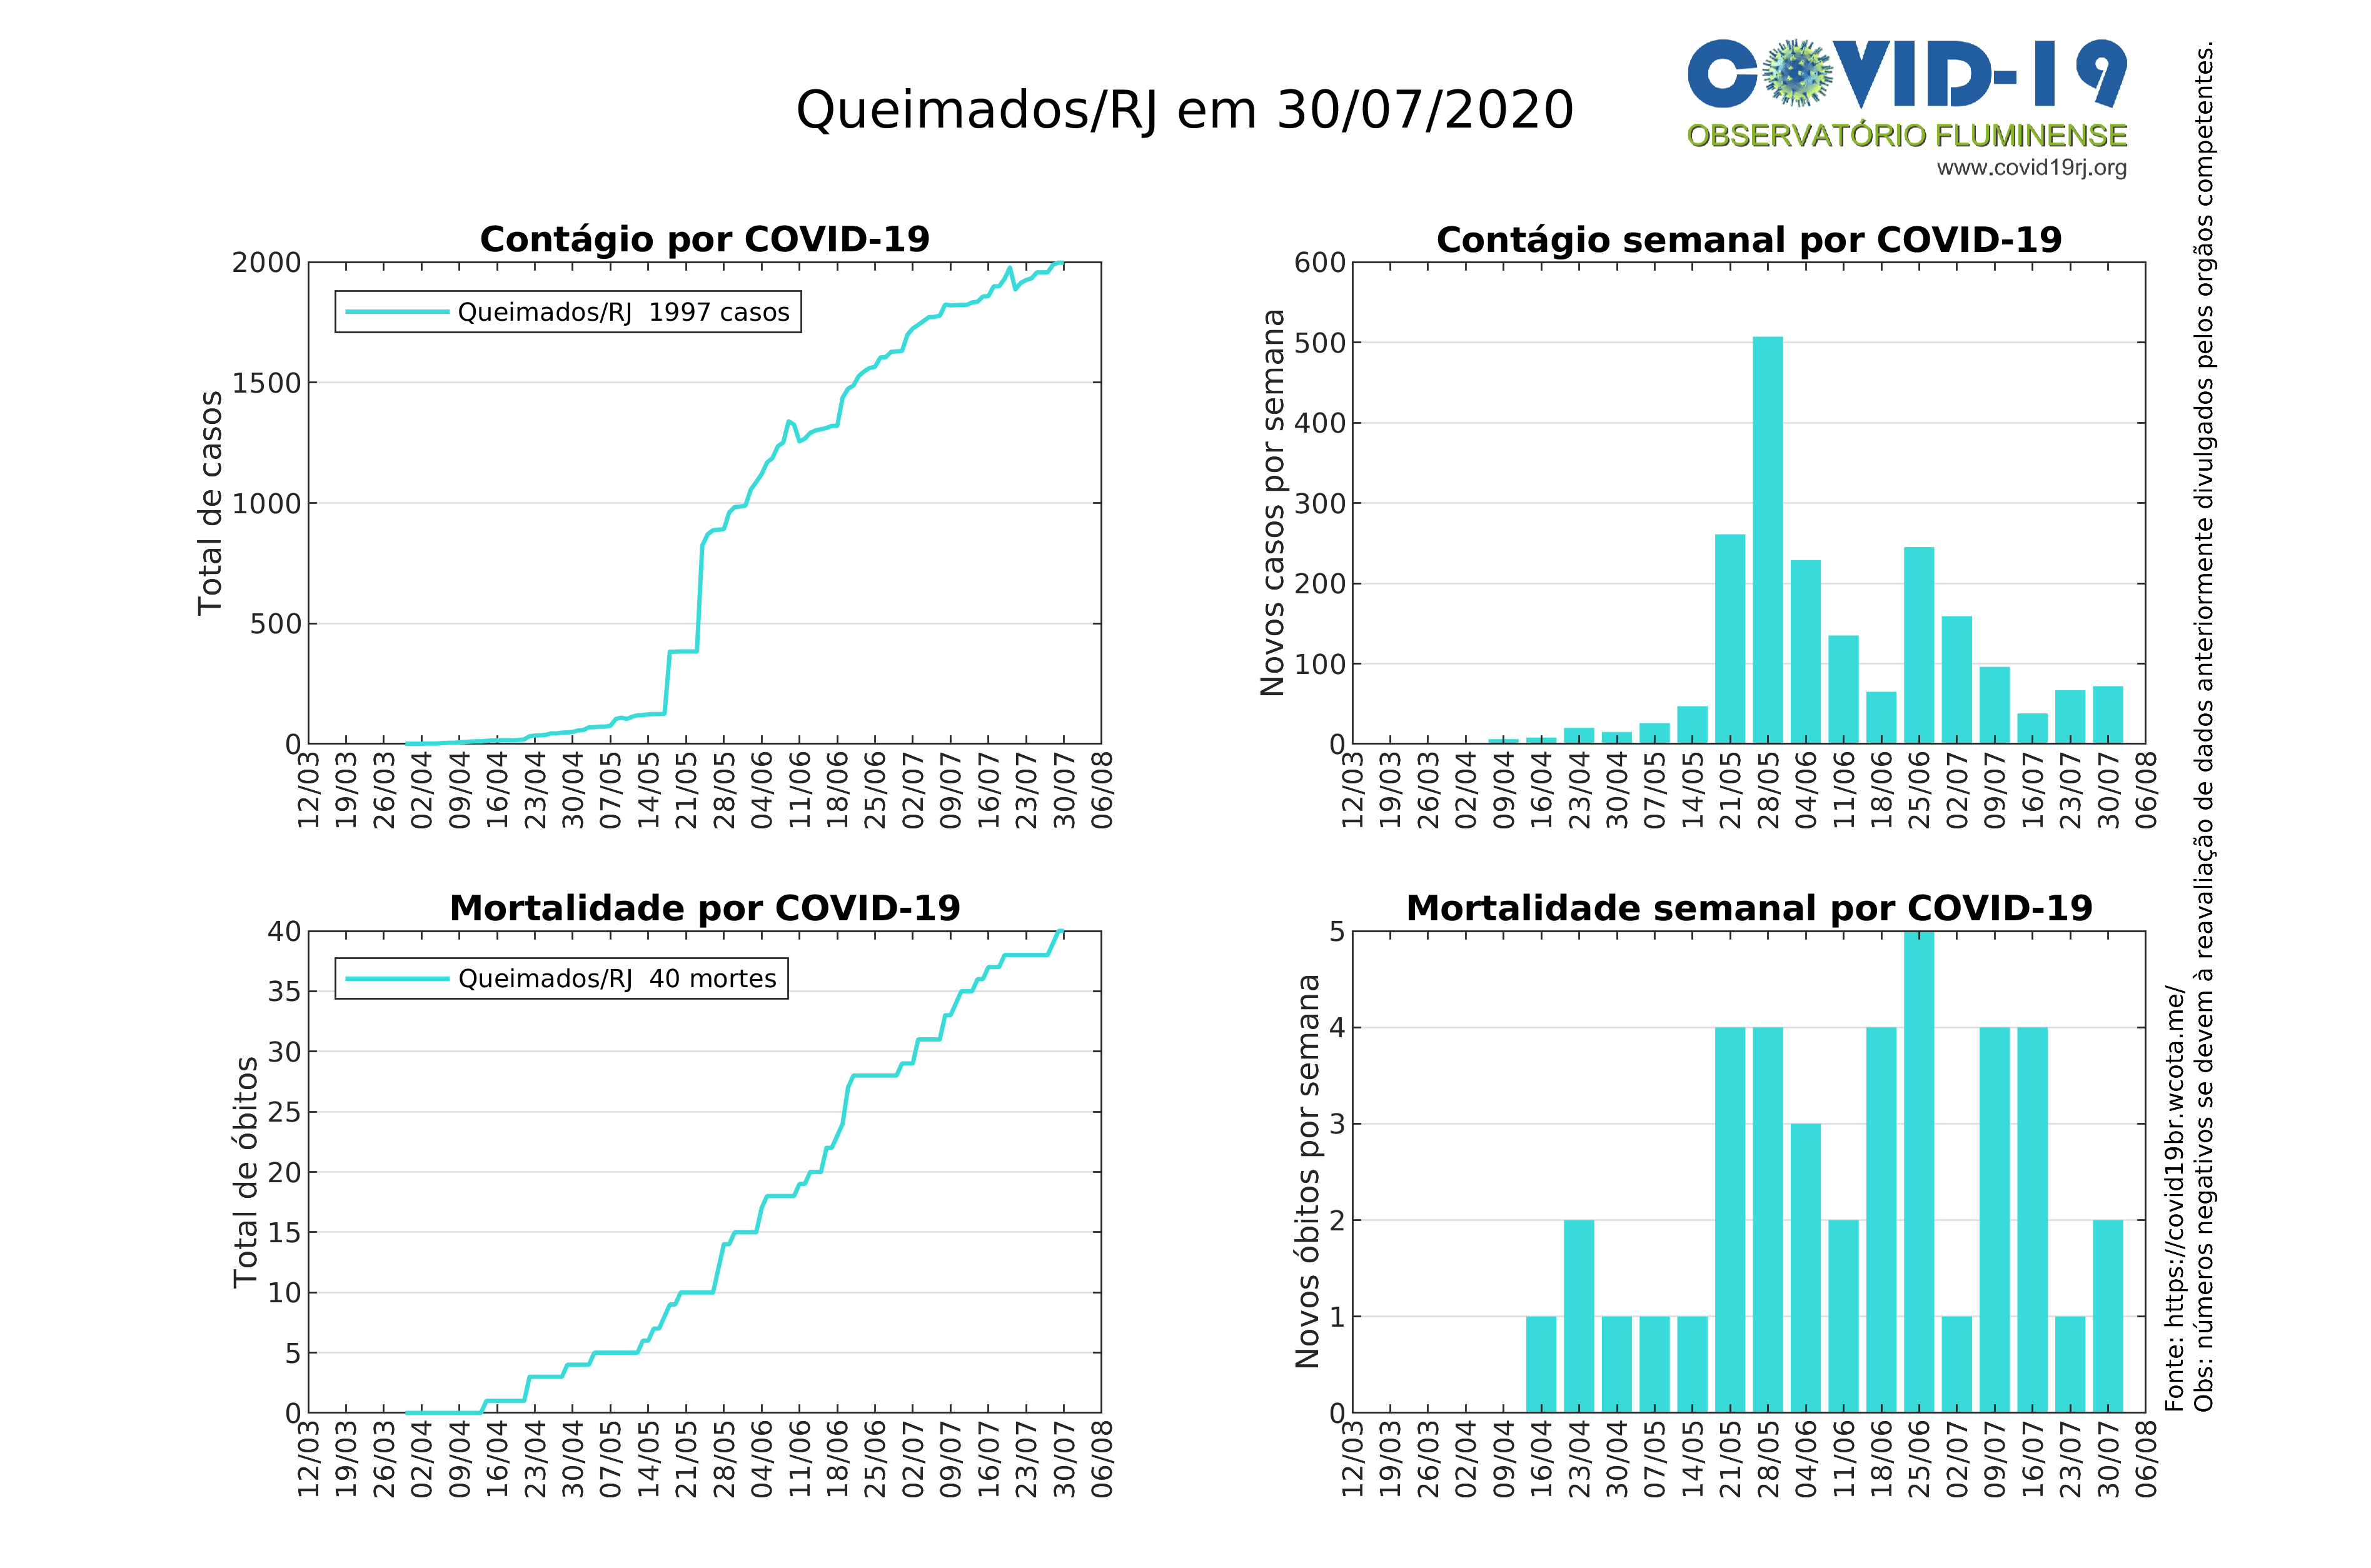 Queimados/RJ em 30/07/2020
COVID-19
OBSERVATÓRIO FLUMINENSE
www.covid19rj.org
Contágio por COVID-19
Total de casos
2000
1500
1000
500
0
Queimados/RJ 1997 casos
12/03 19/03 26/03 02/04 09/04 16/04 23/04 30/04 07/05 14/05 21/05 28/05 04/06 11/06 18/06 25/06 02/07 09/07 16/07 23/07 30/07 06/08
Contágio semanal por COVID-19
Novos casos por semana
600
500
400
300
200
100
0
12/03 19/03 26/03 02/04 09/04 16/04 23/04 30/04 07/05 14/05 21/05 28/05 04/06 11/06 18/06 25/06 02/07 09/07 16/07 23/07 30/07 06/08
Mortalidade por COVID-19
Total de óbitos
40
35
30
25
20
15
10
5
0
Queimados/RJ 40 mortes
12/03 19/03 26/03 02/04 09/04 16/04 23/04 30/04 07/05 14/05 21/05 28/05 04/06 11/06 18/06 25/06 02/07 09/07 16/07 23/07 30/07 06/08
Mortalidade semanal por COVID-19
Novos óbitos por semana
5
4
3
2
1
0
12/03 19/03 26/03 02/04 09/04 16/04 23/04 30/04 07/05 14/05 21/05 28/05 04/06 11/06 18/06 25/06 02/07 09/07 16/07 23/07 30/07 06/08
Fonte: https://covid19br.wcota.me/
Obs: números negativos se devem à reavaliação de dados anteriormente divulgados pelos orgãos competentes.